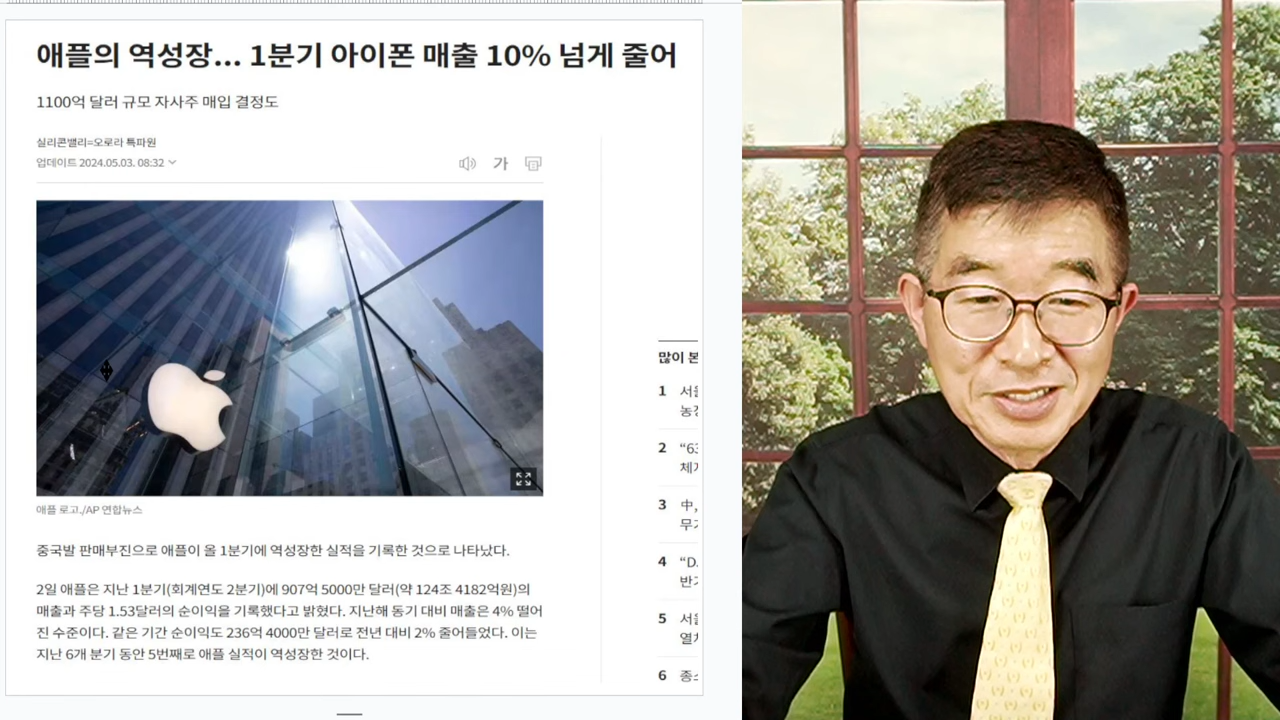 애플의 역성장... 1분기 아이폰 매출 10% 넘게 줄어
1100억 달러 규모 자사주 매입 결정도
실리콘밸리=오로라 특파원
업데이트 2024.05.03. 08:32
가
애플 로고./AP 연합뉴스
중국발 판매부진으로 애플이 올 1분기에 역성장한 실적을 기록한 것으로 나타났다.
2일 애플은 지난 1분기(회계연도 2분기)에 907억 5000만 달러(약 124조 4182억원)의
매출과 주당 1.53달러의 순이익을 기록했다고 밝혔다. 지난해 동기 대비 매출은 4% 떨어
진 수준이다. 같은 기간 순이익도 236억 4000만 달러로 전년 대비 2% 줄어들었다. 이는
지난 6개 분기 동안 5번째로 애플 실적이 역성장한 것이다.
많이 본
1
2 “63
3 中,
4 “D.
5
6